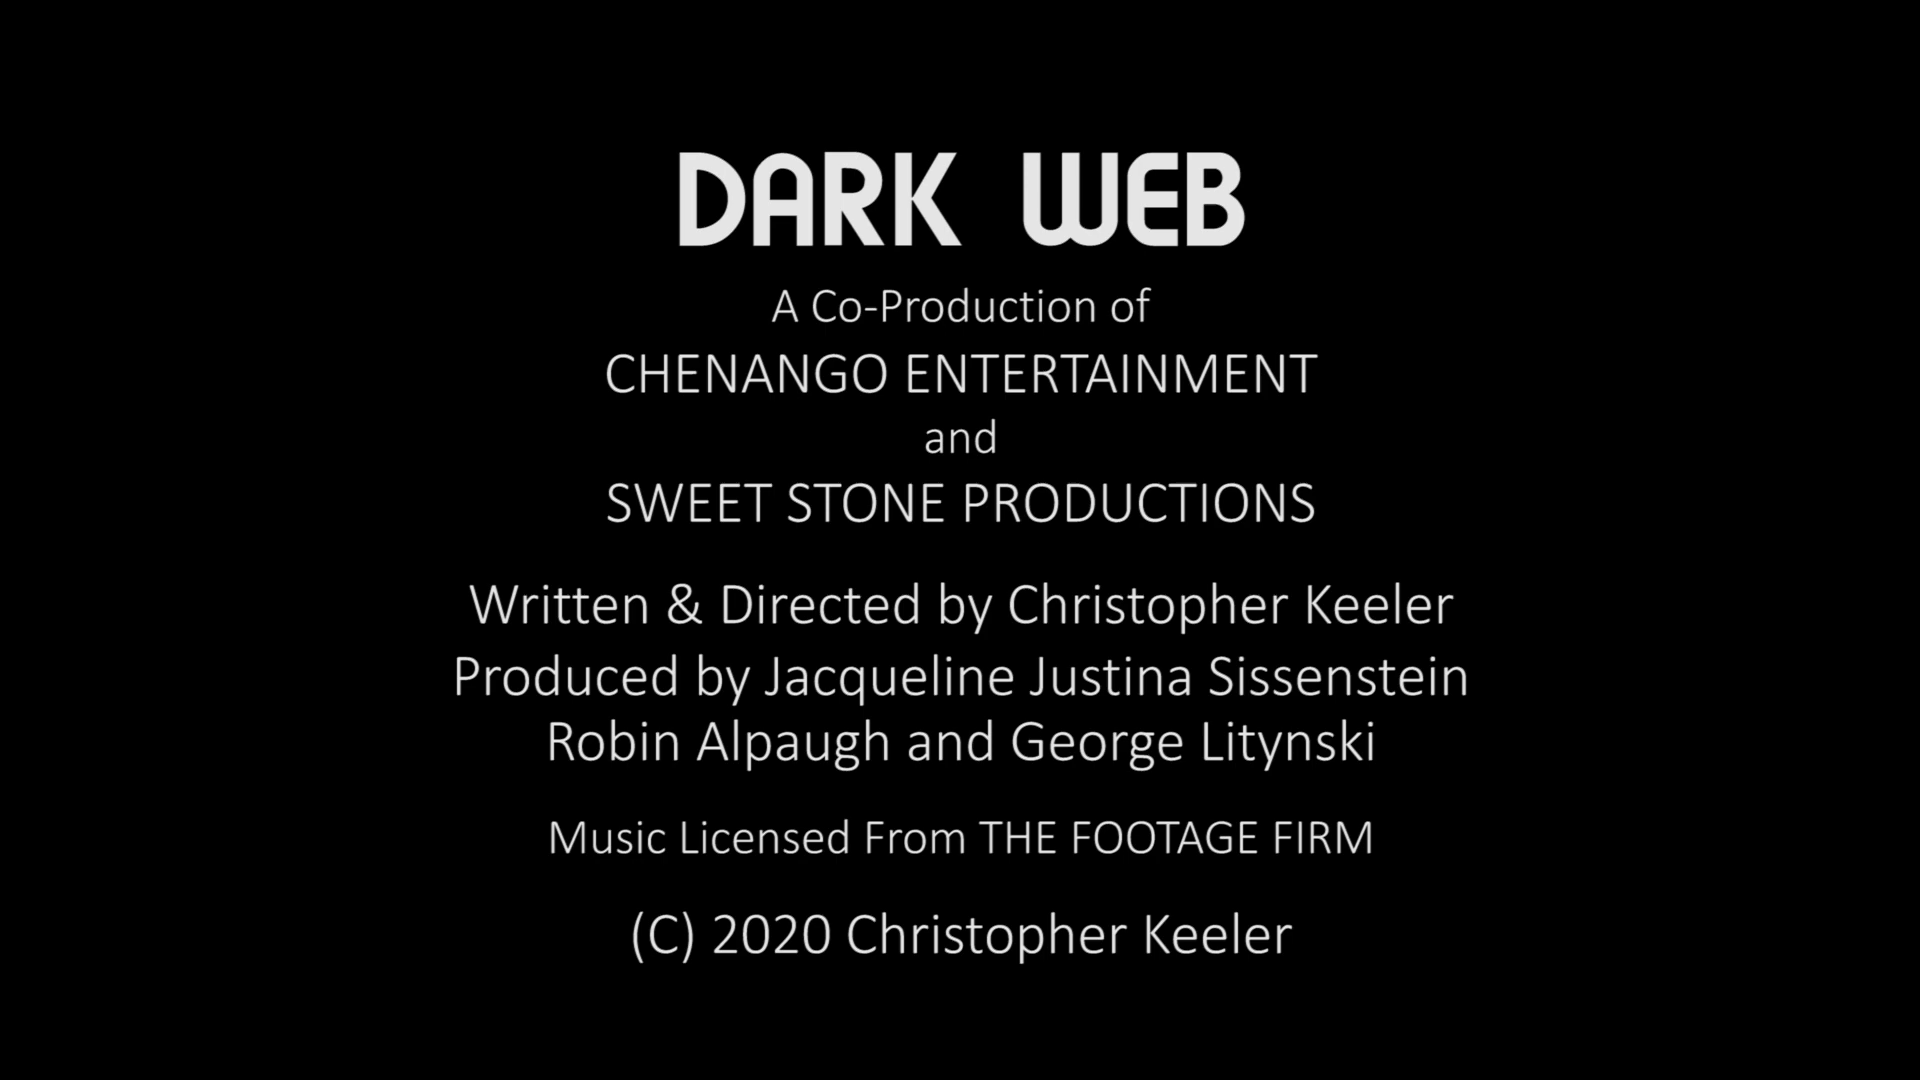 DARK WEB
A Co-Production of
CHENANGO ENTERTAINMENT
and
SWEET STONE PRODUCTIONS
Written & Directed by Christopher Keeler
Produced by Jacqueline Justina Sissenstein
Robin Alpaugh and George Litynski
Music Licensed From THE FOOTAGE FIRM
(C) 2020 Christopher Keeler